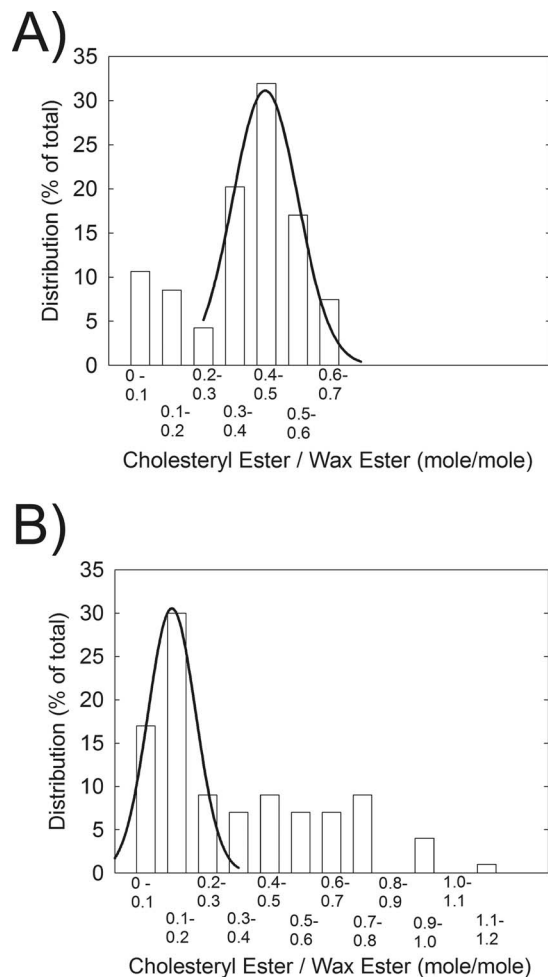 A)
Distribution (% of total)
35
30
25
20
15
10
5
0
0 - 0.2- 0.4- 0.6-
0.1 0.3 0.5 0.7
0.1- 0.3- 0.5-
0.2 0.4 0.6
Cholesteryl Ester / Wax Ester (mole/mole)
B)
Distribution (% of total)
35
30
25
20
15
10
5
0
0 - 0.2- 0.4- 0.6- 0.8- 1.0-
0.1 0.3 0.5 0.7 0.9 1.1
0.1- 0.3- 0.5- 0.7- 0.9- 1.1-
0.2 0.4 0.6 0.8 1.0 1.2
Cholesteryl Ester / Wax Ester (mole/mole)